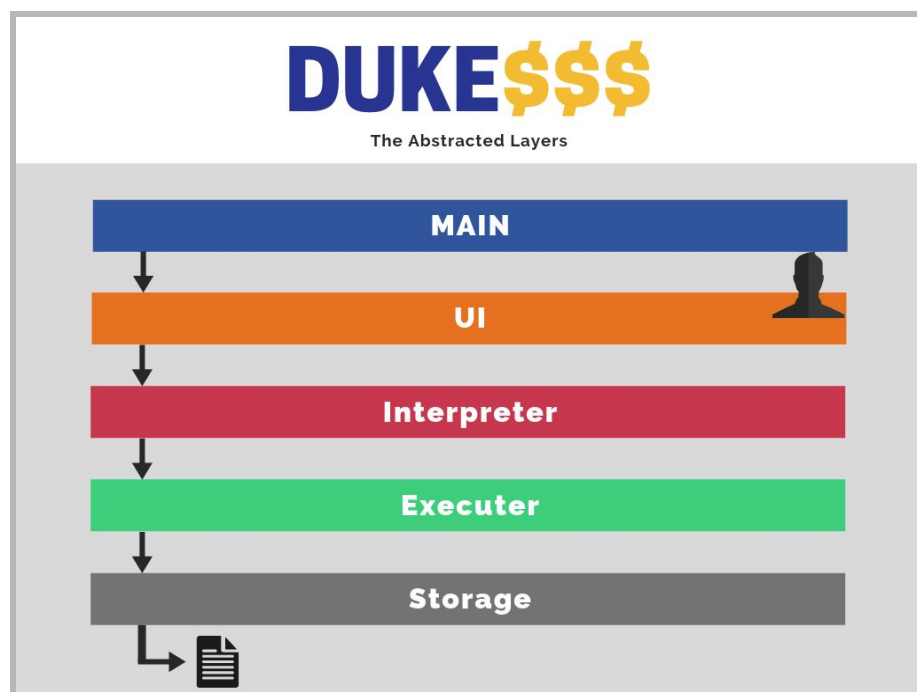 DUKE$$$
The Abstracted Layers
MAIN
UI
Interpreter
Executer
Storage